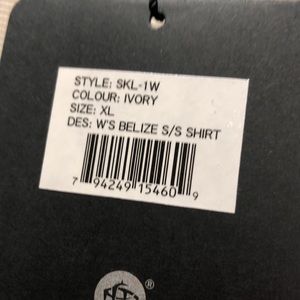 STYLE: SKL-1W
COLOUR: IVORY
SIZE: XL
DES: W'S BELIZE S/S SHIRT
7 94249 15460 9
®